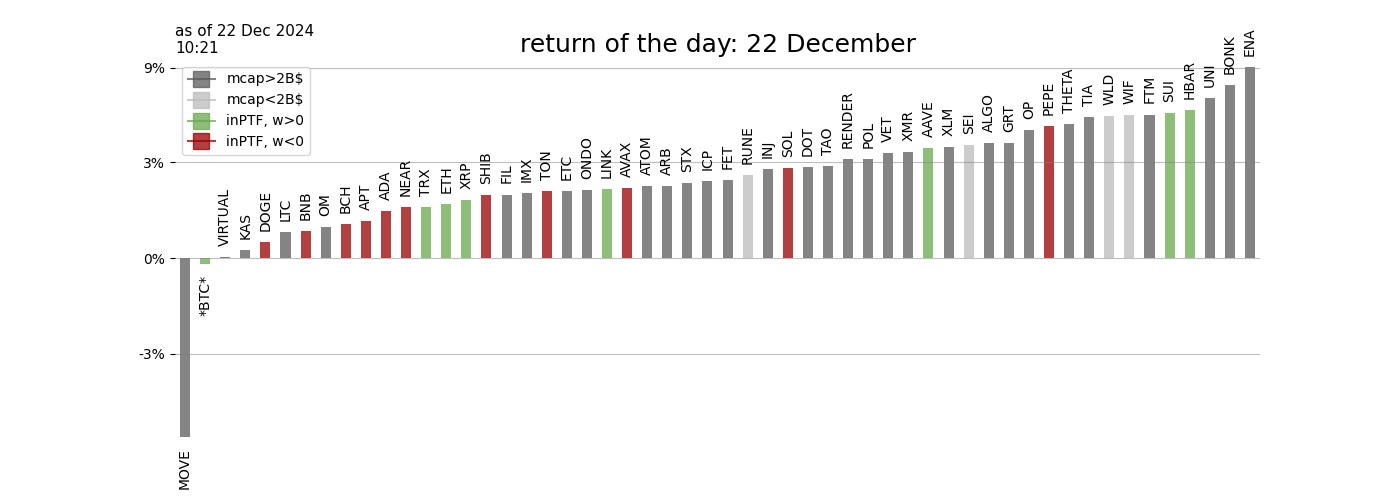 as of 22 Dec 2024
10:21
return of the day: 22 December
9%
3%
0%
-3%
mcap>2B$
mcap<2B$
inPTF, w>0
inPTF, w<0
MOVE
*BTC*
VIRTUAL
KAS
DOGE
LTC
BNB
OM
BCH
APT
ADA
NEAR
TRX
ETH
XRP
SHIB
FIL
IMX
TON
ETC
ONDO
LINK
AVAX
ATOM
ARB
STX
ICP
FET
RUNE
INJ
SOL
DOT
TAO
RENDER
POL
VET
XMR
AAVE
XLM
SEI
ALGO
GRT
OP
PEPE
THETA
TIA
WLD
WIF
FTM
SUI
HBAR
UNI
BONK
ENA